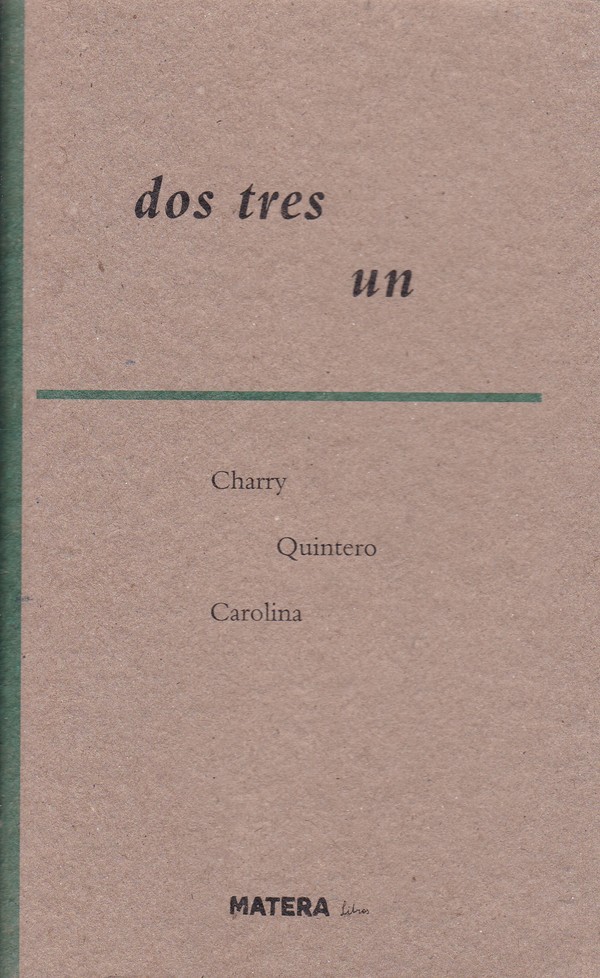 dos tres
un
Charry
Quintero
Carolina
MATERA libros